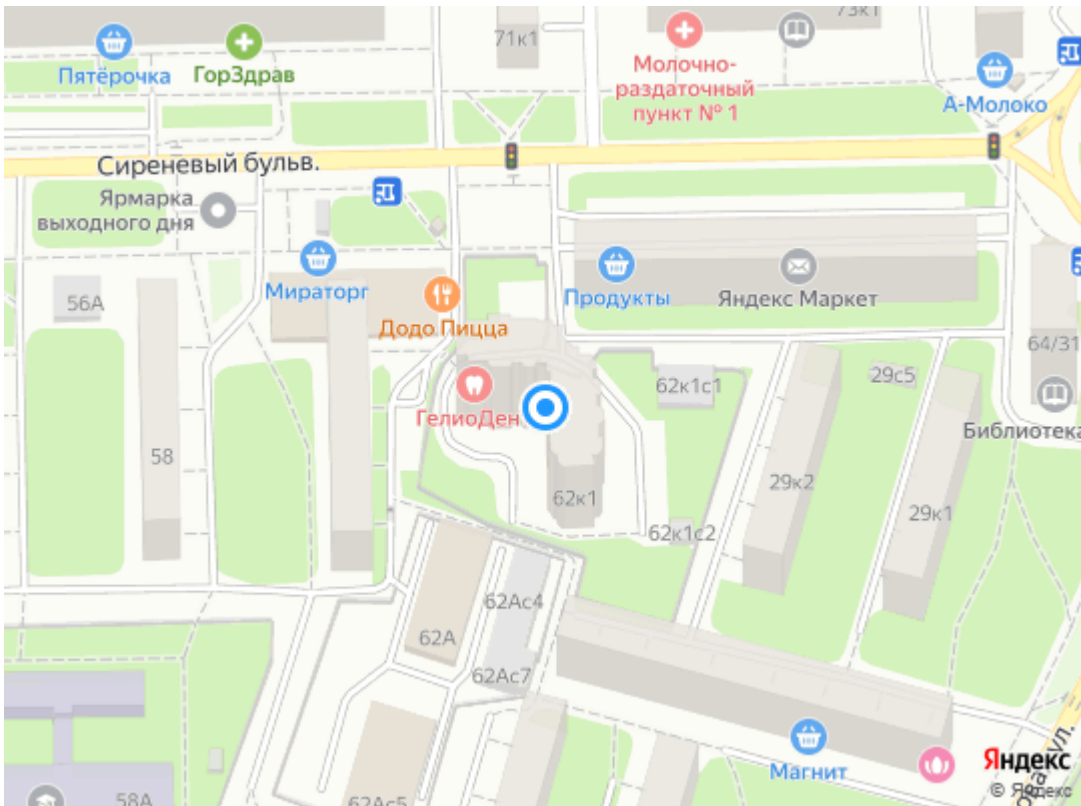 73к1
71к1
Пятёрочка
ГорЗдрав
Молочно-
раздаточный
пункт № 1
А-Молоко
Сиреневый бульв.
Ярмарка
выходного дня
56А
Мираторг
Додо Пицца
Продукты
Яндекс Маркет
64/31
62к1с1
29с5
ГелиоДен
Библиотека
58
62к1
29к2
29к1
62к1с2
62Ас4
62А
62Ас7
Магнит
ул.
Яндекс
© Яндекс
58А
62Ас5